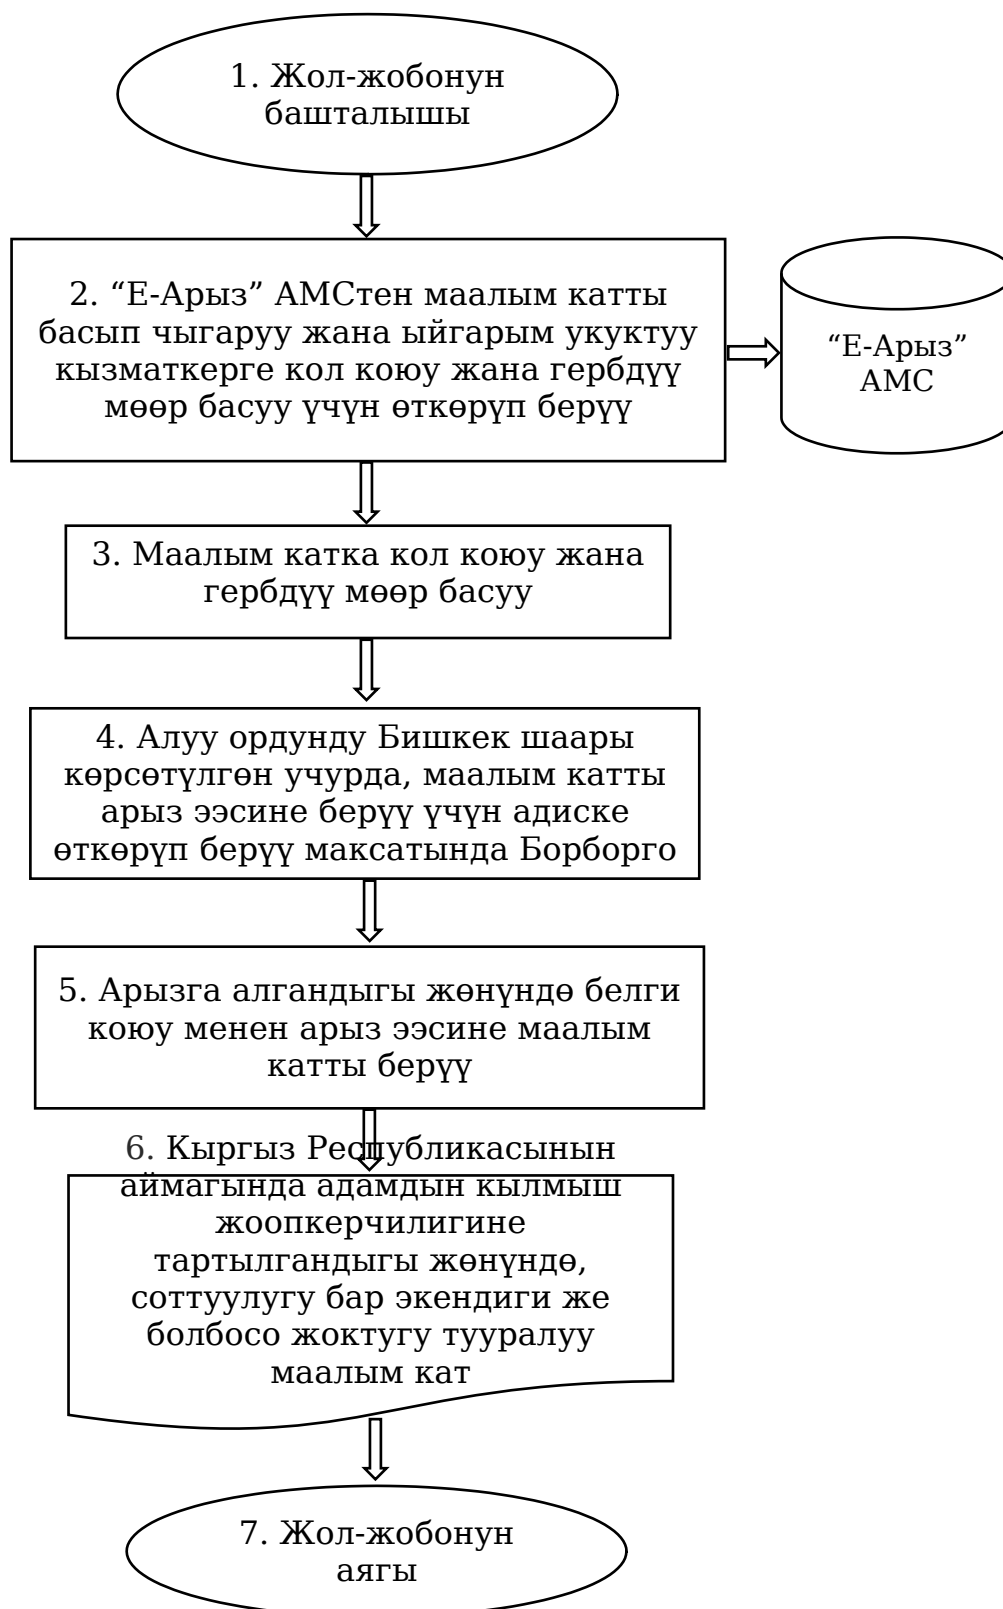 1. Жол-жобонун
башталышы
2. “Е-Арыз” АМСтен маалым катты
басып чыгаруу жана ыйгарым укуктуу
кызматкерге кол коюу жана гербдүү
мөөр басуу үчүн өткөрүп берүү
“Е-Арыз”
АМС
3. Маалым катка кол коюу жана
гербдүү мөөр басуу
4. Алуу ордунду Бишкек шаары
көрсөтүлгөн учурда, маалым катты
арыз ээсине берүү үчүн адиске
өткөрүп берүү максатында Борборго
5. Арызга алгандыгы жөнүндө белги
коюу менен арыз ээсине маалым
катты берүү
6. Кыргыз Республикасынын
аймагында адамдын кылмыш
жоопкерчилигине
тартылгандыгы жөнүндө,
соттуулугу бар экендиги же
болбосо жоктугу тууралуу
маалым кат
7. Жол-жобонун
аягы